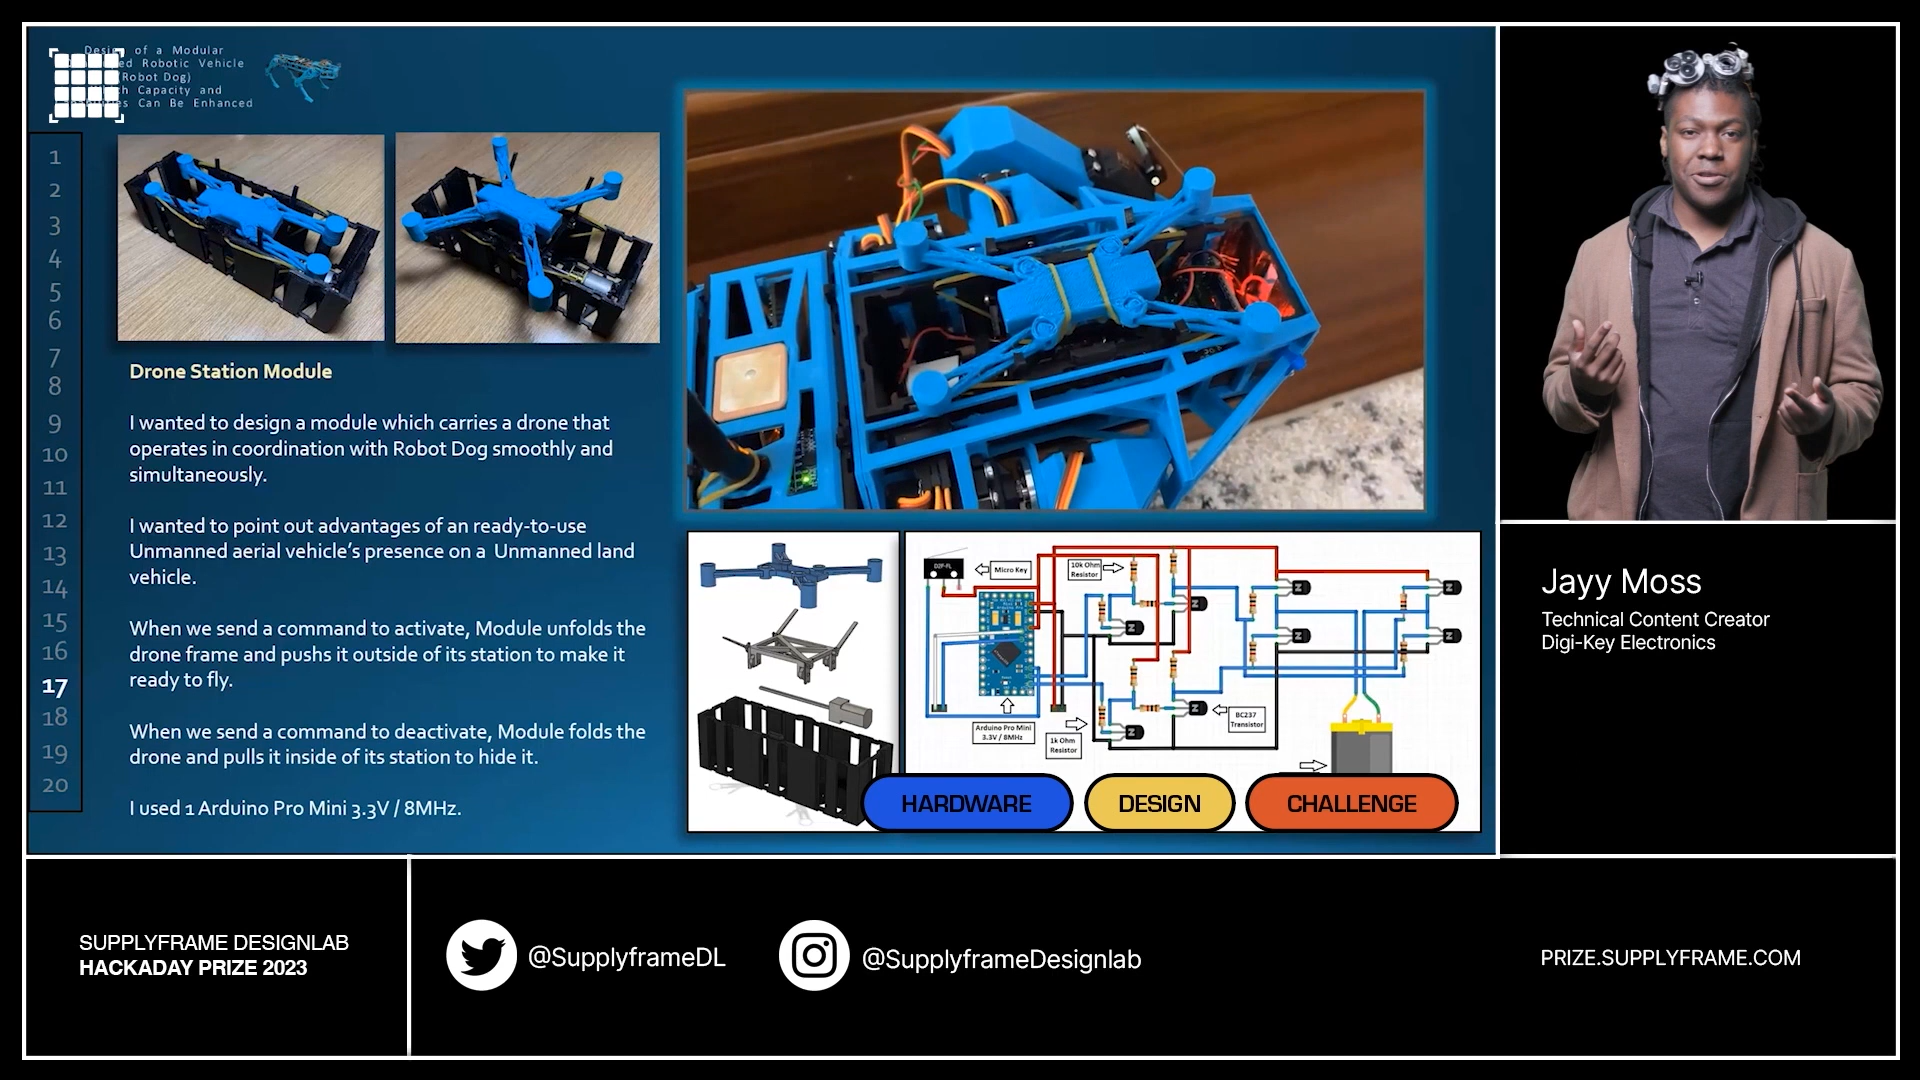 Design of a Modular
ed Robotic Vehicle
(Robot Dog)
Capacity and
Can Be Enhanced
1
2
3
4
5
6
7
8
9
10
11
12
13
14
15
16
17
18
19
20
Drone Station Module
I wanted to design a module which carries a drone that
operates in coordination with Robot Dog smoothly and
simultaneously.
I wanted to point out advantages of an ready-to-use
Unmanned aerial vehicle's presence on a Unmanned land
vehicle.
When we send a command to activate, Module unfolds the
drone frame and pushes it outside of its station to make it
ready to fly.
When we send a command to deactivate, Module folds the
drone and pulls it inside of its station to hide it.
I used 1 Arduino Pro Mini 3.3V / 8MHz.
Micro Key
10k Ohm
Resistor
Arduino Pro Mini
3.3V / 8MHz
1k Ohm
Resistor
BC237
Transistor
HARDWARE
DESIGN
CHALLENGE
Jayy Moss
Technical Content Creator
Digi-Key Electronics
SUPPLYFRAME DESIGNLAB
HACKADAY PRIZE 2023
@SupplyframeDL
@SupplyframeDesignlab
PRIZE.SUPPLYFRAME.COM